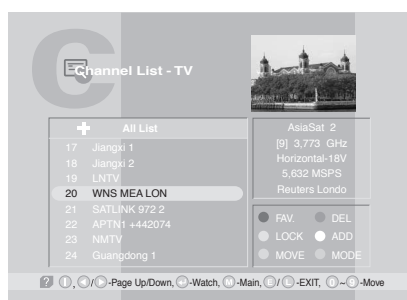 Channel List - TV
All List
17 Jiangxi 1
18 Jiangxi 2
19 LNTV
20 WNS MEA LON
21 SATLINK 972 2
22 APTN1 +442074
23 NMTV
24 Guangdong 1
AsiaSat 2
[9] 3,773 GHz
Horizontal-18V
5,632 MSPS
Reuters Londo
FAV. DEL
LOCK ADD
MOVE MODE
/ -Page Up/Down, -Watch, M -Main, E / -EXIT, 0 ~ 9 -Move